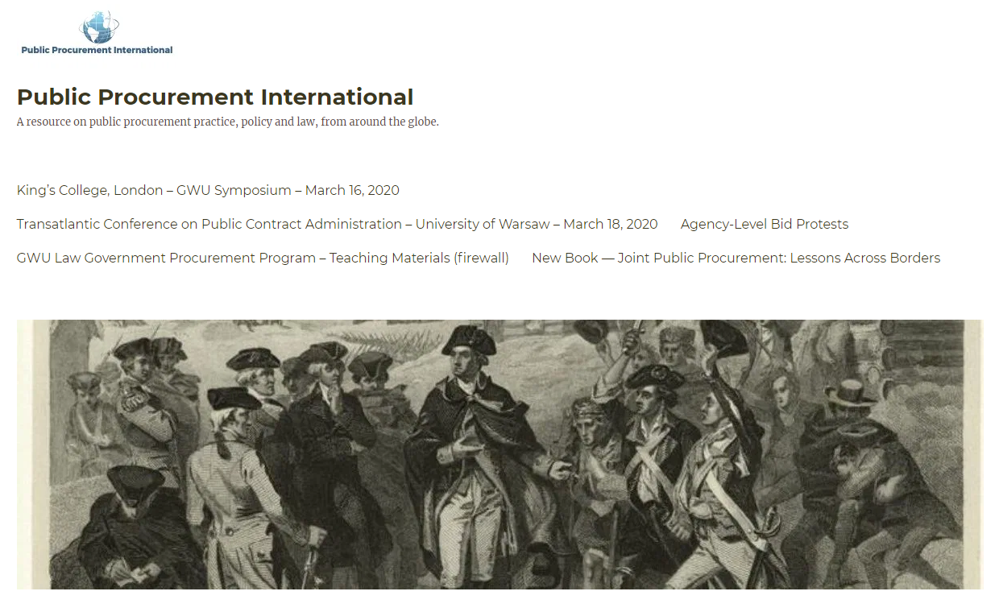 Public Procurement International
Public Procurement International
A resource on public procurement practice, policy and law, from around the globe.
King’s College, London – GWU Symposium – March 16, 2020
Transatlantic Conference on Public Contract Administration – University of Warsaw – March 18, 2020 Agency-Level Bid Protests
GWU Law Government Procurement Program – Teaching Materials (firewall) New Book — Joint Public Procurement: Lessons Across Borders